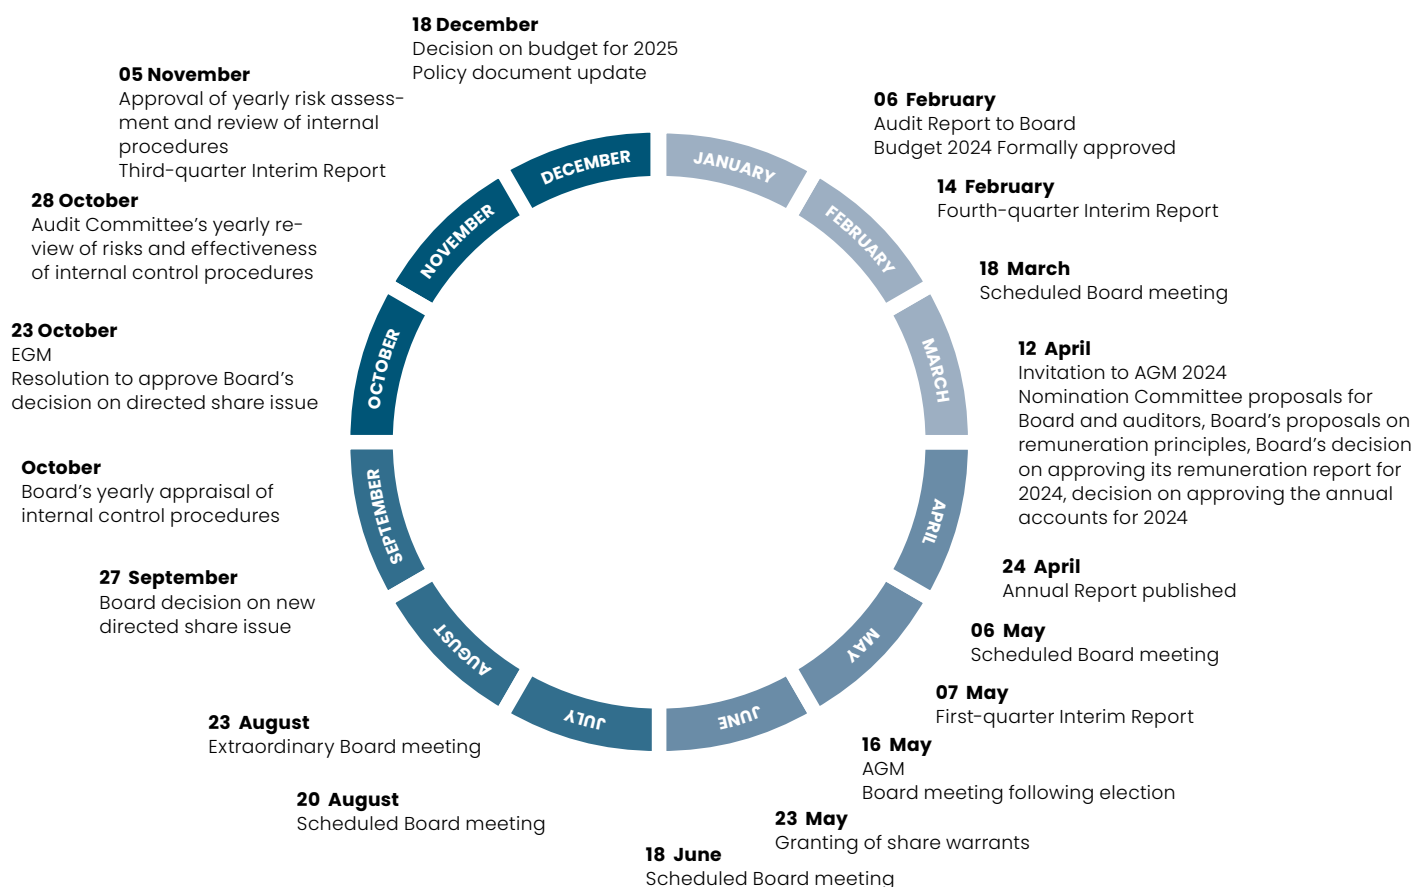 18 December
Decision on budget for 2025
Policy document update
05 November
Approval of yearly risk assess-
ment and review of internal
procedures
Third-quarter Interim Report
28 October
Audit Committee’s yearly re-
view of risks and effectiveness
of internal control procedures
23 October
EGM
Resolution to approve Board’s
decision on directed share issue
October
Board’s yearly appraisal of
internal control procedures
27 September
Board decision on new
directed share issue
23 August
Extraordinary Board meeting
20 August
Scheduled Board meeting
18 June
Scheduled Board meeting
06 February
Audit Report to Board
Budget 2024 Formally approved
14 February
Fourth-quarter Interim Report
18 March
Scheduled Board meeting
12 April
Invitation to AGM 2024
Nomination Committee proposals for
Board and auditors, Board’s proposals on
remuneration principles, Board’s decision
on approving its remuneration report for
2024, decision on approving the annual
accounts for 2024
24 April
Annual Report published
06 May
Scheduled Board meeting
07 May
First-quarter Interim Report
16 May
AGM
Board meeting following election
23 May
Granting of share warrants
JANUARY
FEBRUARY
MARCH
APRIL
MAY
JUNE
JULY
AUGUST
SEPTEMBER
OCTOBER
NOVEMBER
DECEMBER